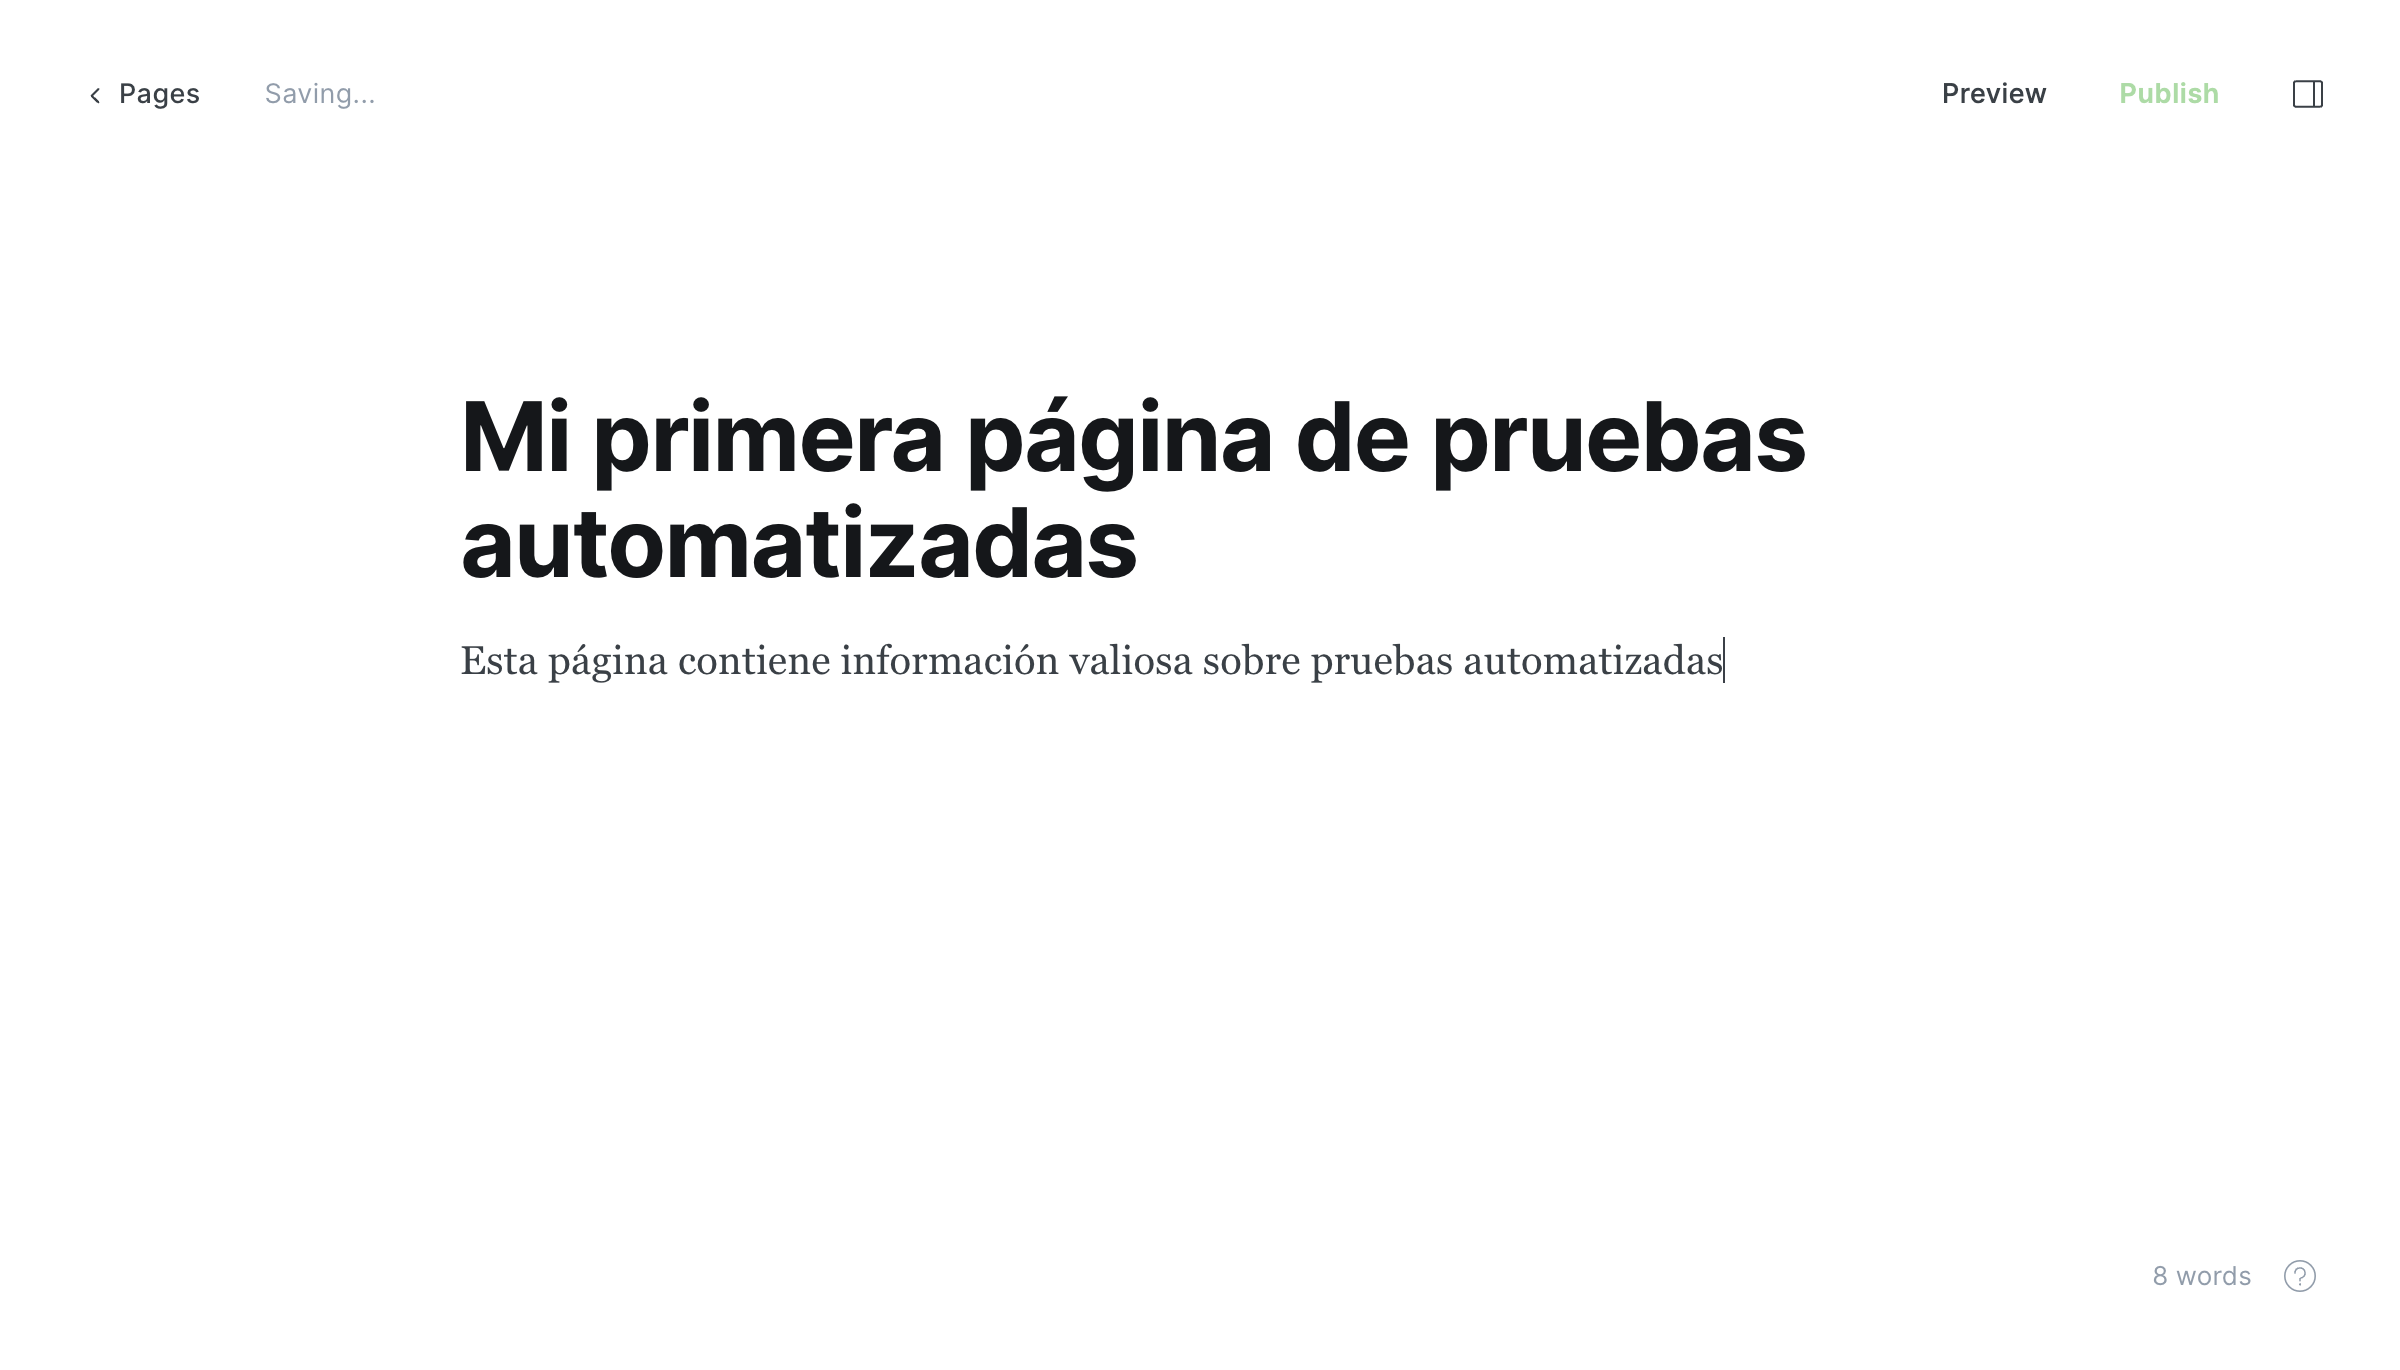 Pages
Saving...
Preview
Publish
Mi primera página de pruebas
automatizadas
Esta página contiene información valiosa sobre pruebas automatizadas
8 words
?